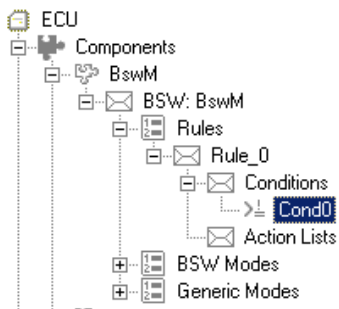 ECU
Components
BswM
BSW: BswM
Rules
Rule_0
Conditions
Cond0
Action Lists
BSW Modes
Generic Modes